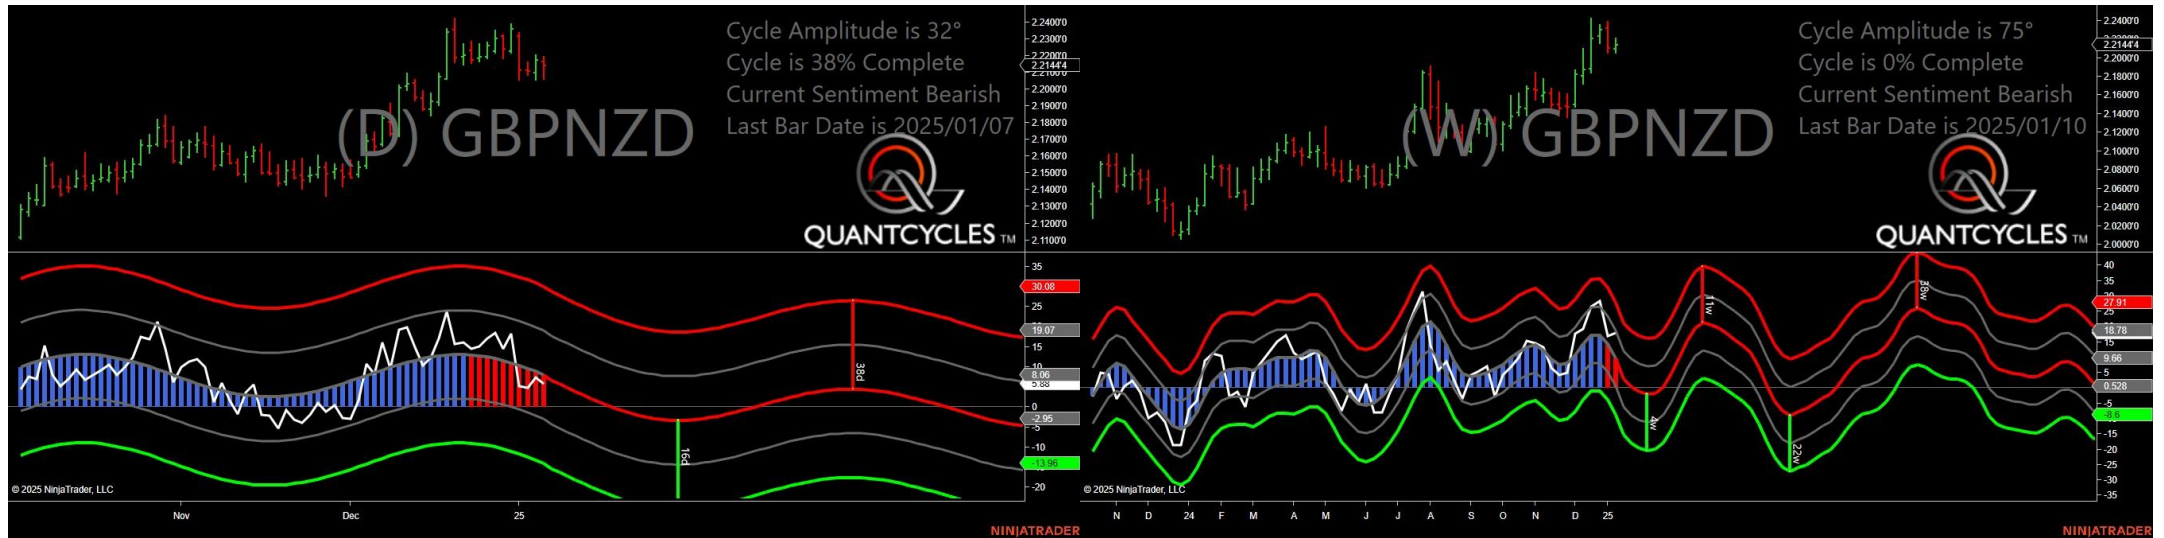 Cycle Amplitude is 32°
Cycle is 38% Complete
Current Sentiment Bearish
Last Bar Date is 2025/01/07
(D) GBPNZD
QUANTCYCLES TM
2.2400'0
2.2300'0
2.2200'0
2.2144'4
2.2100'0
2.2000'0
2.1900'0
2.1800'0
2.1700'0
2.1600'0
2.1500'0
2.1400'0
2.1300'0
2.1200'0
2.1100'0
35
30.08
25
19.07
15
10
8.06
5.88
0
-2.95
-5
-10
-13.96
-20
16d
38d
© 2025 NinjaTrader, LLC
Nov Dec 25
NINJATRADER
Cycle Amplitude is 75°
Cycle is 0% Complete
Current Sentiment Bearish
Last Bar Date is 2025/01/10
(W) GBPNZD
QUANTCYCLES TM
2.2400'0
2.2144'4
2.2000'0
2.1800'0
2.1600'0
2.1400'0
2.1200'0
2.1000'0
2.0800'0
2.0600'0
2.0400'0
2.0200'0
2.0000'0
40
35
27.91
25
18.78
15
9.66
5
0.528
-5
-8.6
-15
-20
-25
-30
-35
4w
11w
22w
38w
© 2025 NinjaTrader, LLC
N D 24 F M A M J J A S O N D 25
NINJATRADER